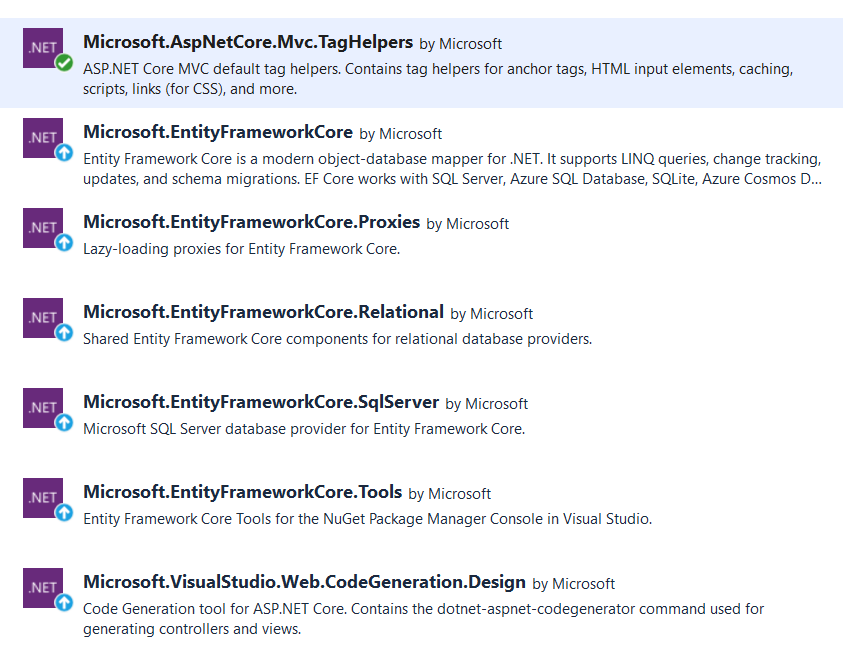 .NET
Microsoft.AspNetCore.Mvc.TagHelpers by Microsoft
ASP.NET Core MVC default tag helpers. Contains tag helpers for anchor tags, HTML input elements, caching,
scripts, links (for CSS), and more.
.NET
Microsoft.EntityFrameworkCore by Microsoft
Entity Framework Core is a modern object-database mapper for .NET. It supports LINQ queries, change tracking,
updates, and schema migrations. EF Core works with SQL Server, Azure SQL Database, SQLite, Azure Cosmos D...
.NET
Microsoft.EntityFrameworkCore.Proxies by Microsoft
Lazy-loading proxies for Entity Framework Core.
.NET
Microsoft.EntityFrameworkCore.Relational by Microsoft
Shared Entity Framework Core components for relational database providers.
.NET
Microsoft.EntityFrameworkCore.SqlServer by Microsoft
Microsoft SQL Server database provider for Entity Framework Core.
.NET
Microsoft.EntityFrameworkCore.Tools by Microsoft
Entity Framework Core Tools for the NuGet Package Manager Console in Visual Studio.
.NET
Microsoft.VisualStudio.Web.CodeGeneration.Design by Microsoft
Code Generation tool for ASP.NET Core. Contains the dotnet-aspnet-codegenerator command used for
generating controllers and views.